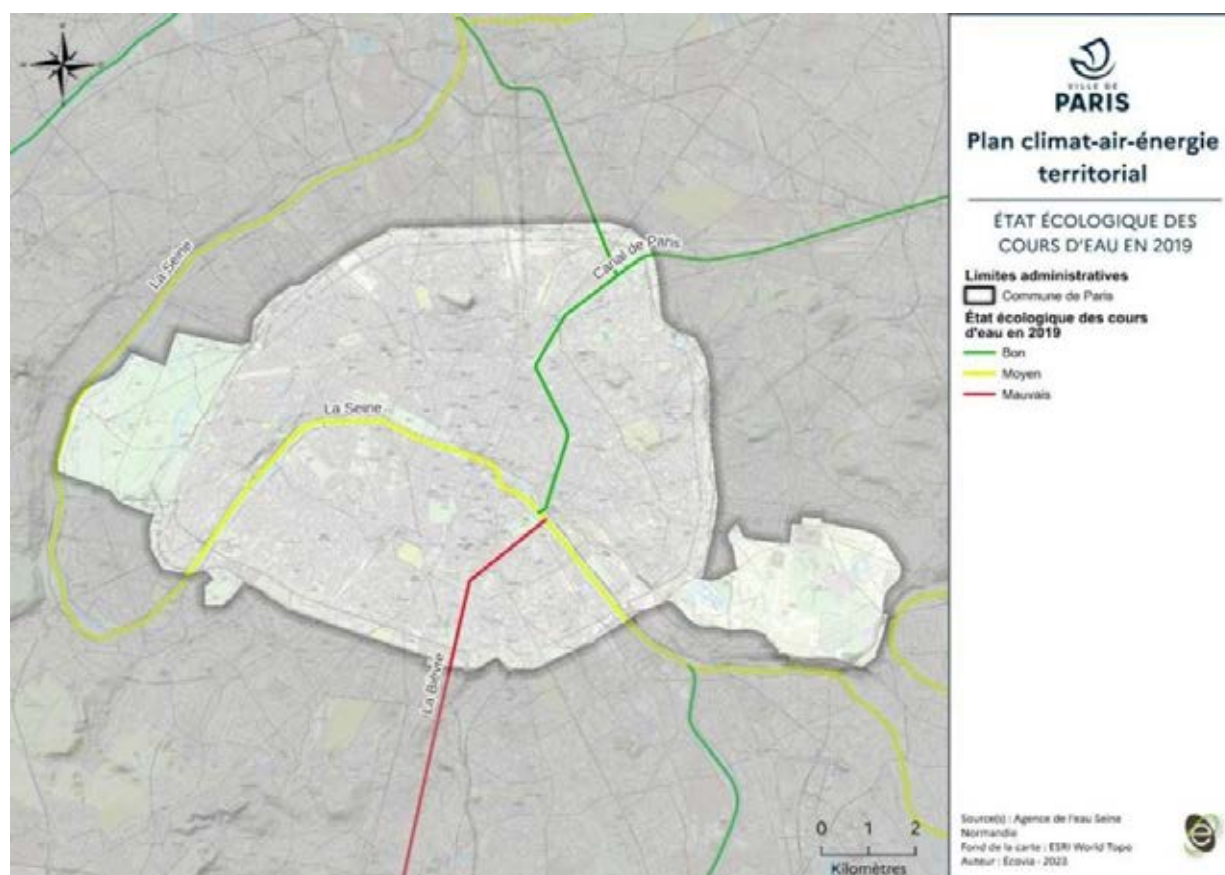 La Seine
Canal de Paris
La Seine
La Bièvre
0 1 2
Kilomètres
VILLE DE
PARIS
Plan climat-air-énergie
territorial
ÉTAT ÉCOLOGIQUE DES
COURS D'EAU EN 2019
Limites administratives
Commune de Paris
État écologique des cours
d'eau en 2019
Bon
Moyen
Mauvais
Source(s) : Agence de l'eau Seine
Normandie
Fond de la carte : ESRI World Topo
Auteur : Ecovia - 2023